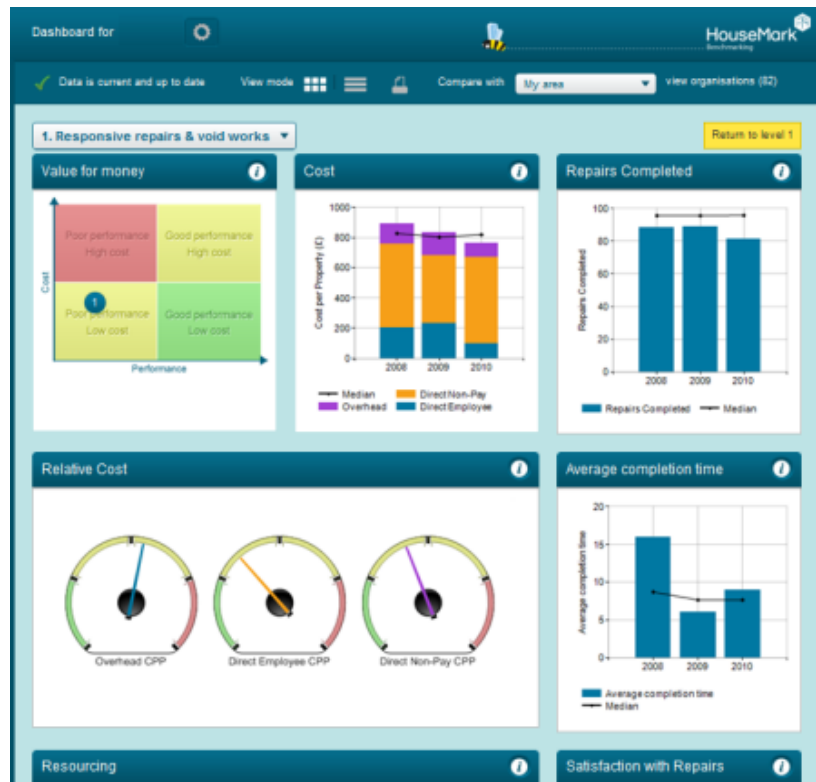 Dashboard for
HouseMark
Benchmarking
Data is current and up to date
View mode
Compare with
My area
view organisations (82)
1. Responsive repairs & void works
Return to level 1
Value for money
i
Cost
Poor performance
High cost
Good performance
High cost
1
Poor performance
Low cost
Good performance
Low cost
Performance
Cost
i
Cost per Property (£)
1000
800
600
400
200
0
2008 2009 2010
Median Direct Non-Pay
Overhead Direct Employee
Repairs Completed
i
Repairs Completed
100
80
60
40
20
0
2008 2009 2010
Repairs Completed Median
Relative Cost
i
Overhead CPP
Direct Employee CPP
Direct Non-Pay CPP
Average completion time
i
Average completion time
20
15
10
5
0
2008 2009 2010
Average completion time
Median
Resourcing
i
Satisfaction with Repairs
i